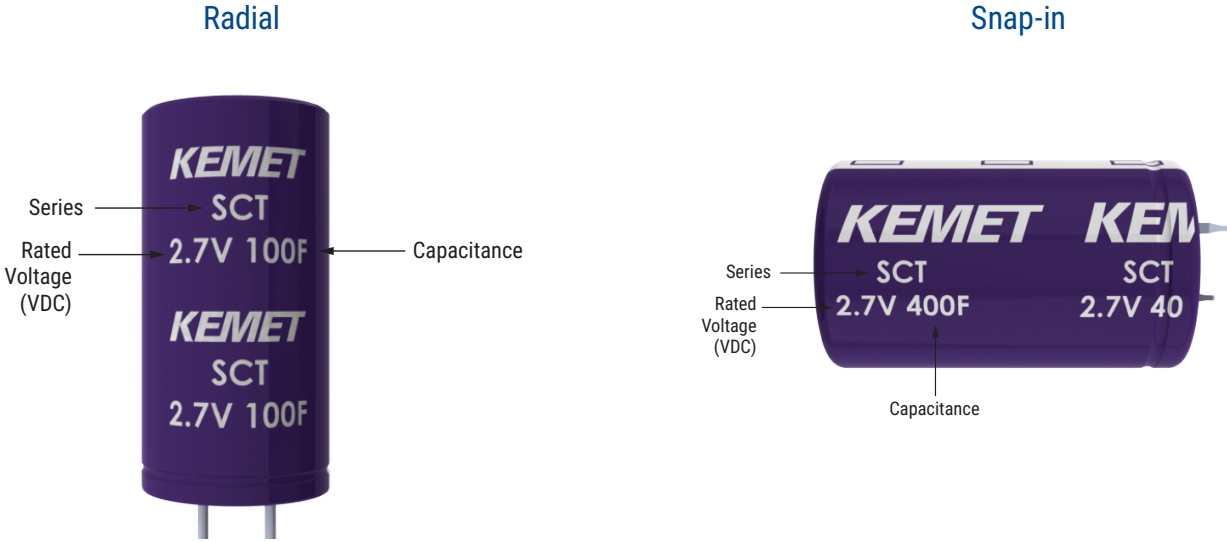 Radial
KEMET
SCT
2.7V 100F
KEMET
SCT
2.7V 100F
Series
Rated
Voltage
(VDC)
Capacitance
Snap-in
KEMET
SCT
2.7V 400F
KEM
SCT
2.7V 40
Series
Rated
Voltage
(VDC)
Capacitance